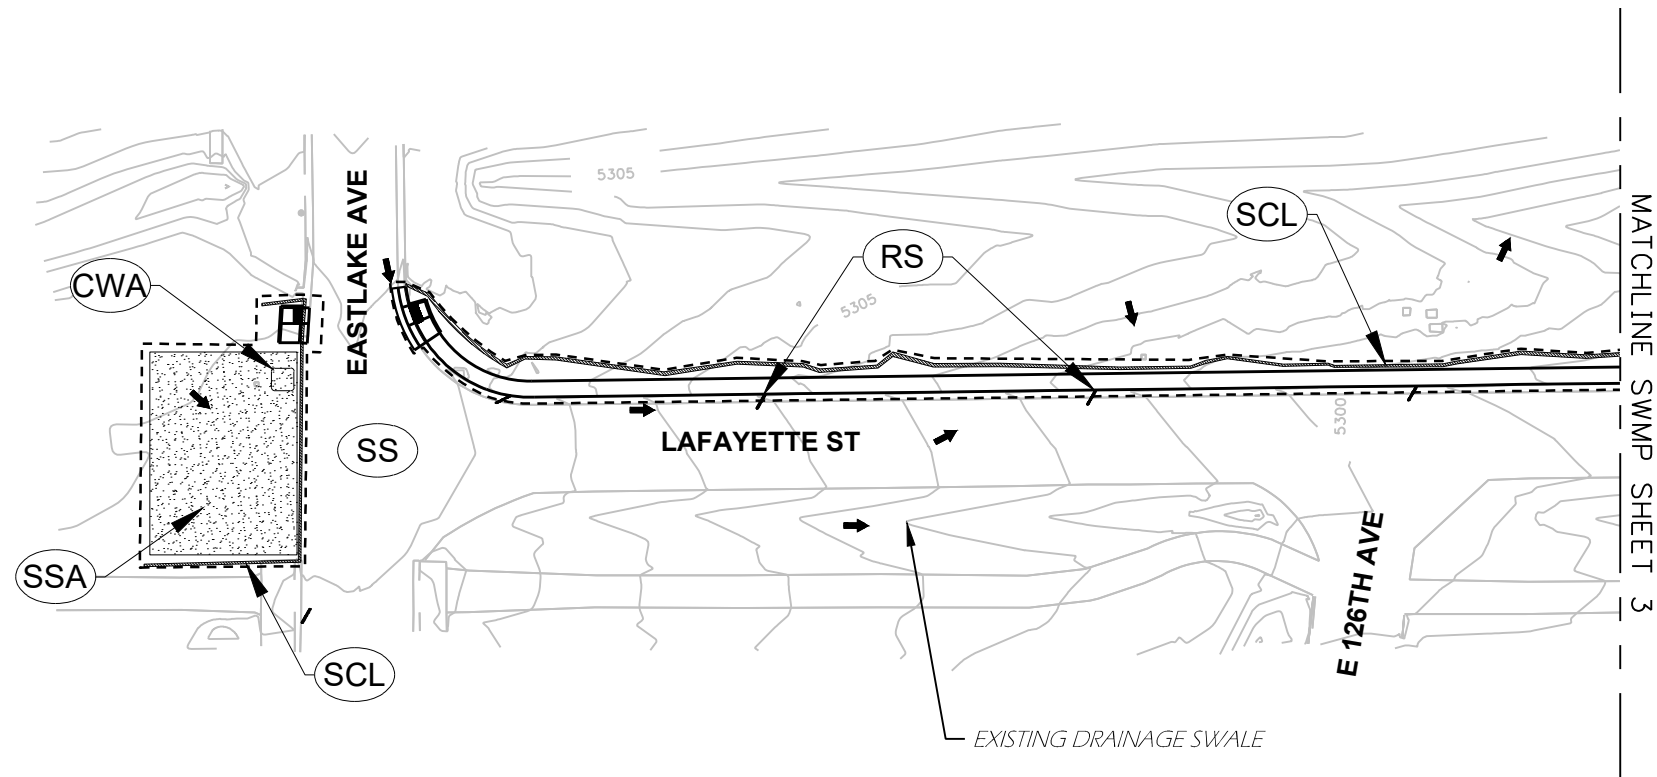 5305
EASTLAKE AVE
SCL
MATCHLINE SWMP SHEET 3
RS
CWA
5305
5300
LAFAYETTE ST
SS
SSA
E 126TH AVE
SCL
EXISTING DRAINAGE SWALE